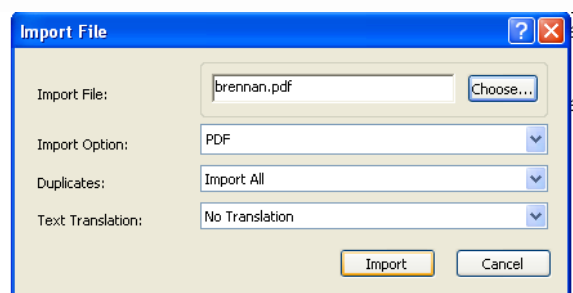 Import File
Import File: brennan.pdf Choose...
Import Option: PDF
Duplicates: Import All
Text Translation: No Translation
Import Cancel